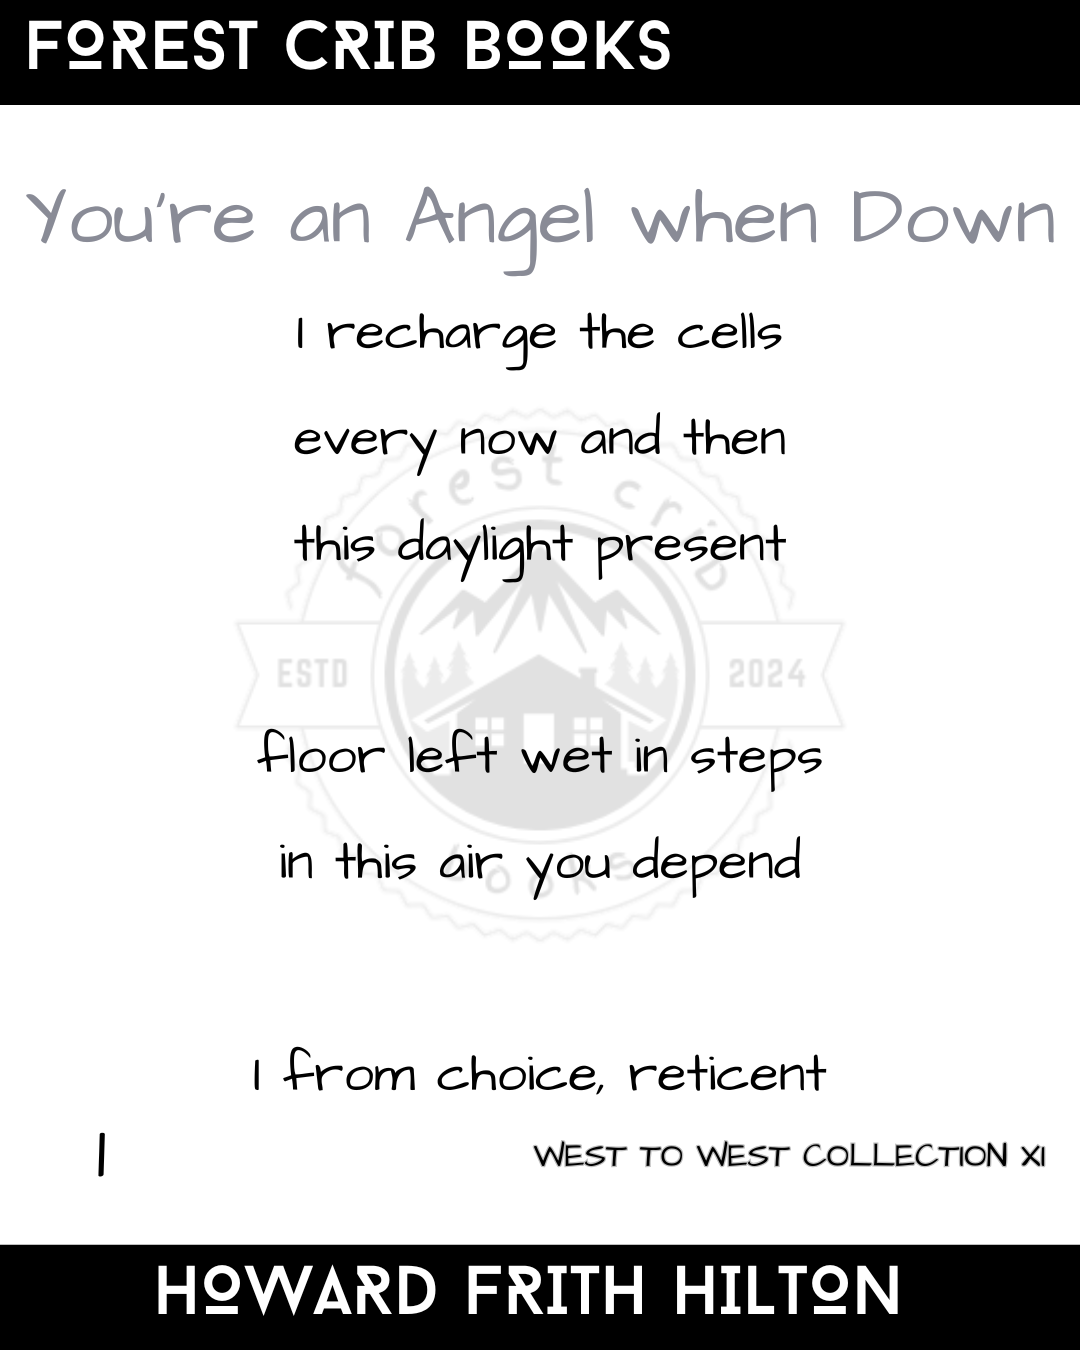 FOREST CRIB BOOKS
You're an Angel when Down
I recharge the cells
every now and then
this daylight present
forest crib
ESTD 2024
floor left wet in steps
in this air you depend
books
I from choice, reticent
1
WEST TO WEST COLLECTION XI
HOWARD FRITH HILTON